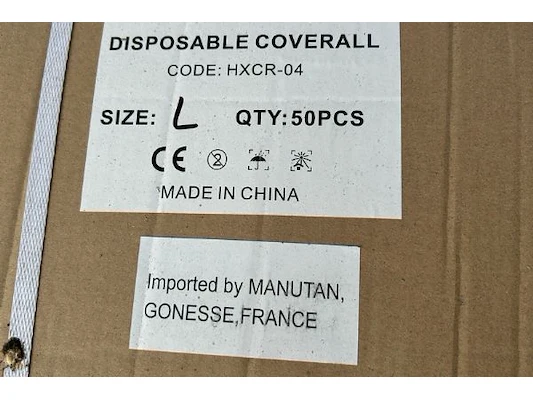 DISPOSABLE COVERALL
CODE: HXCR-04
SIZE: L QTY:50PCS
CE
MADE IN CHINA
Imported by MANUTAN,
GONESSE,FRANCE